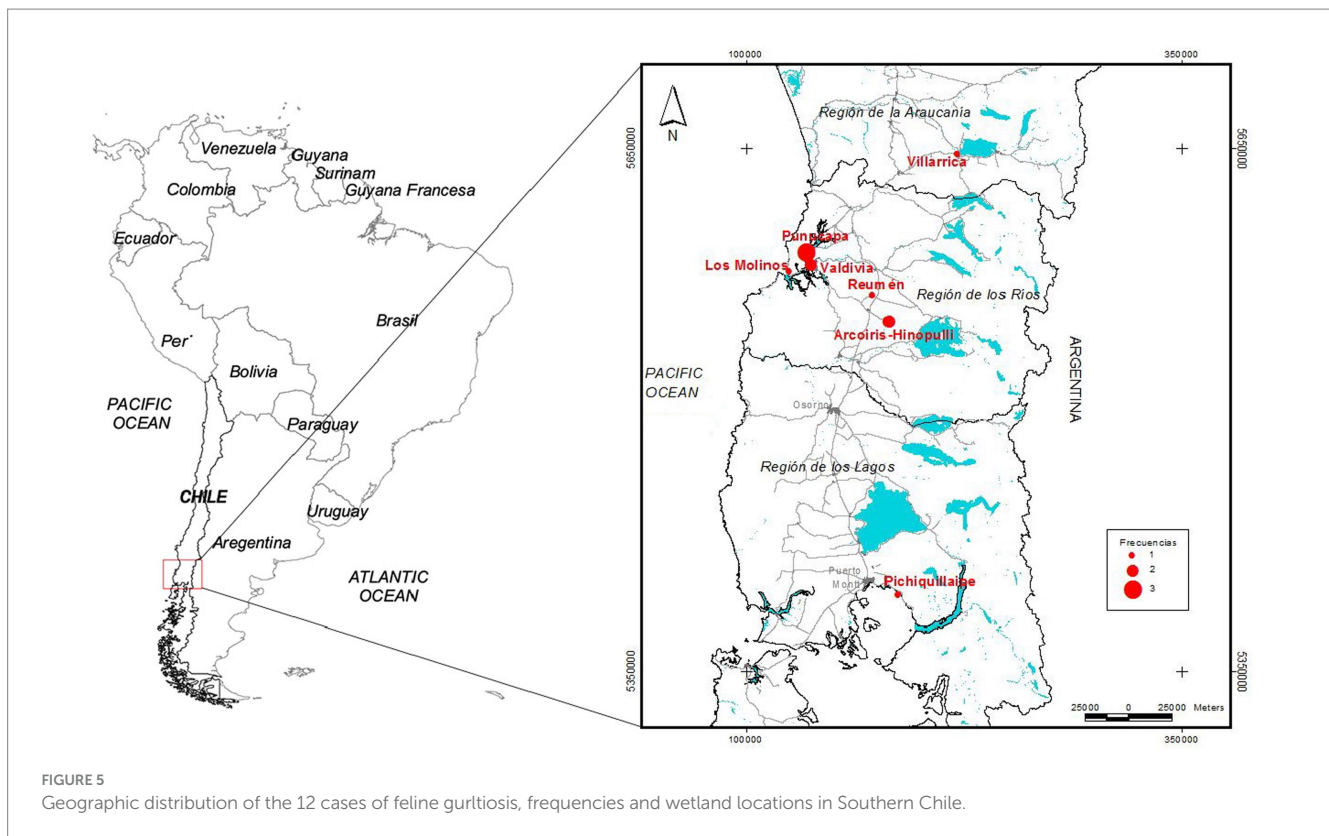 Venezuela
Guyana
Surinam
Guyana Francesa
Colombia
Ecuador
Brasil
Per˙
Bolivia
PACIFIC
OCEAN
Paraguay
CHILE
Uruguay
Aregentina
ATLANTIC
OCEAN
100000
350000
N
Región de la Araucania
5650000
5650000
Villarrica
Punucapa
Los Molinos
Valdivia
Reumén
Región de los Rios
Arcoiris-Hinopulli
PACIFIC
OCEAN
ARGENTINA
Osorno
Región de los Lagos
Frecuencias
1
2
3
Puerto
Montt
Pichiquillaipe
5350000
5350000
25000 0 25000 Meters
100000
350000
FIGURE 5
Geographic distribution of the 12 cases of feline gurltiosis, frequencies and wetland locations in Southern Chile.